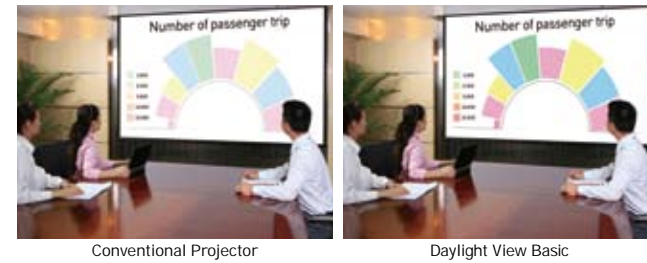 Number of passenger trip
Number of passenger trip
Conventional Projector
Daylight View Basic